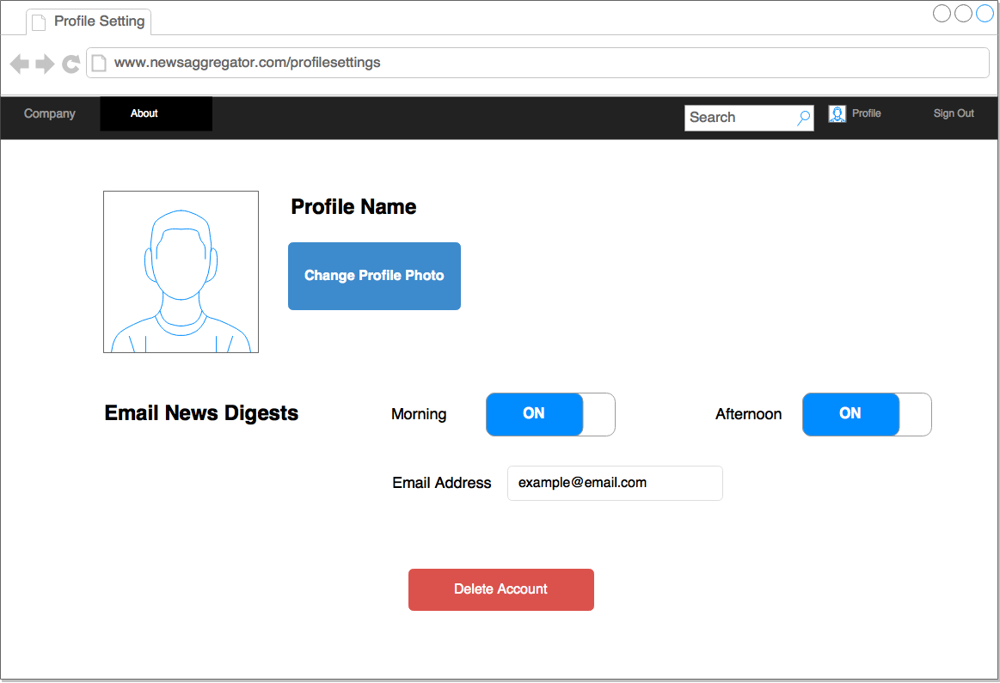 Profile Setting
www.newsaggregator.com/profilesettings
Company About Search Profile Sign Out
Profile Name
Change Profile Photo
Email News Digests Morning ON Afternoon ON
Email Address example@email.com
Delete Account